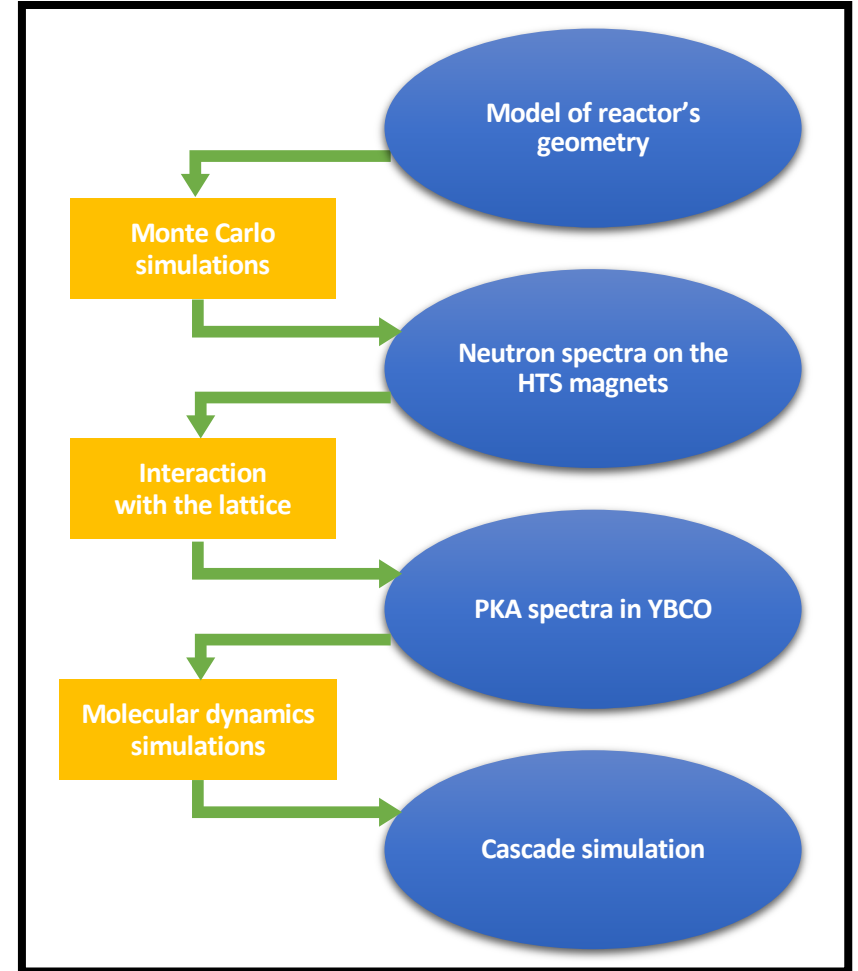 Model of reactor’s
geometry
Monte Carlo
simulations
Neutron spectra on the
HTS magnets
Interaction
with the lattice
PKA spectra in YBCO
Molecular dynamics
simulations
Cascade simulation